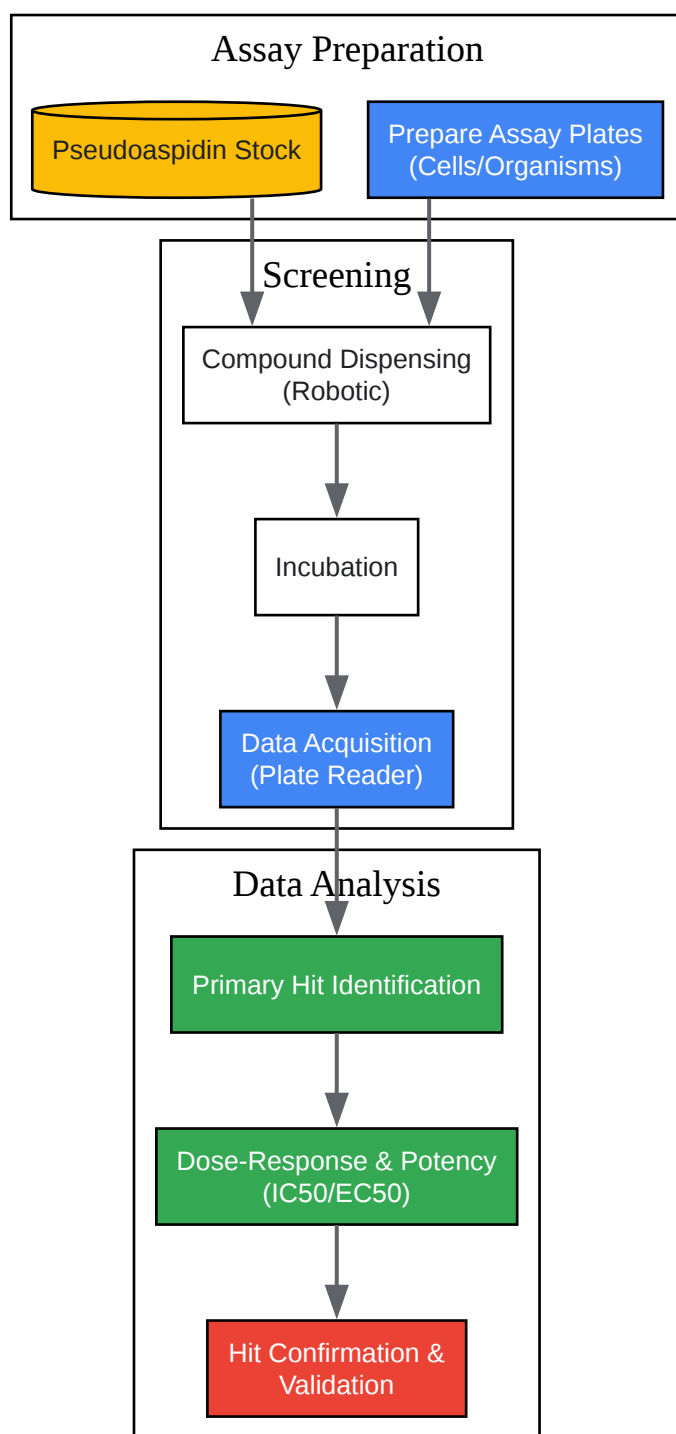 Assay Preparation
Pseudoaspidin Stock
Prepare Assay Plates
(Cells/Organisms)
Screening
Compound Dispensing
(Robotic)
Incubation
Data Acquisition
(Plate Reader)
Data Analysis
Primary Hit Identification
Dose-Response & Potency
(IC50/EC50)
Hit Confirmation &
Validation